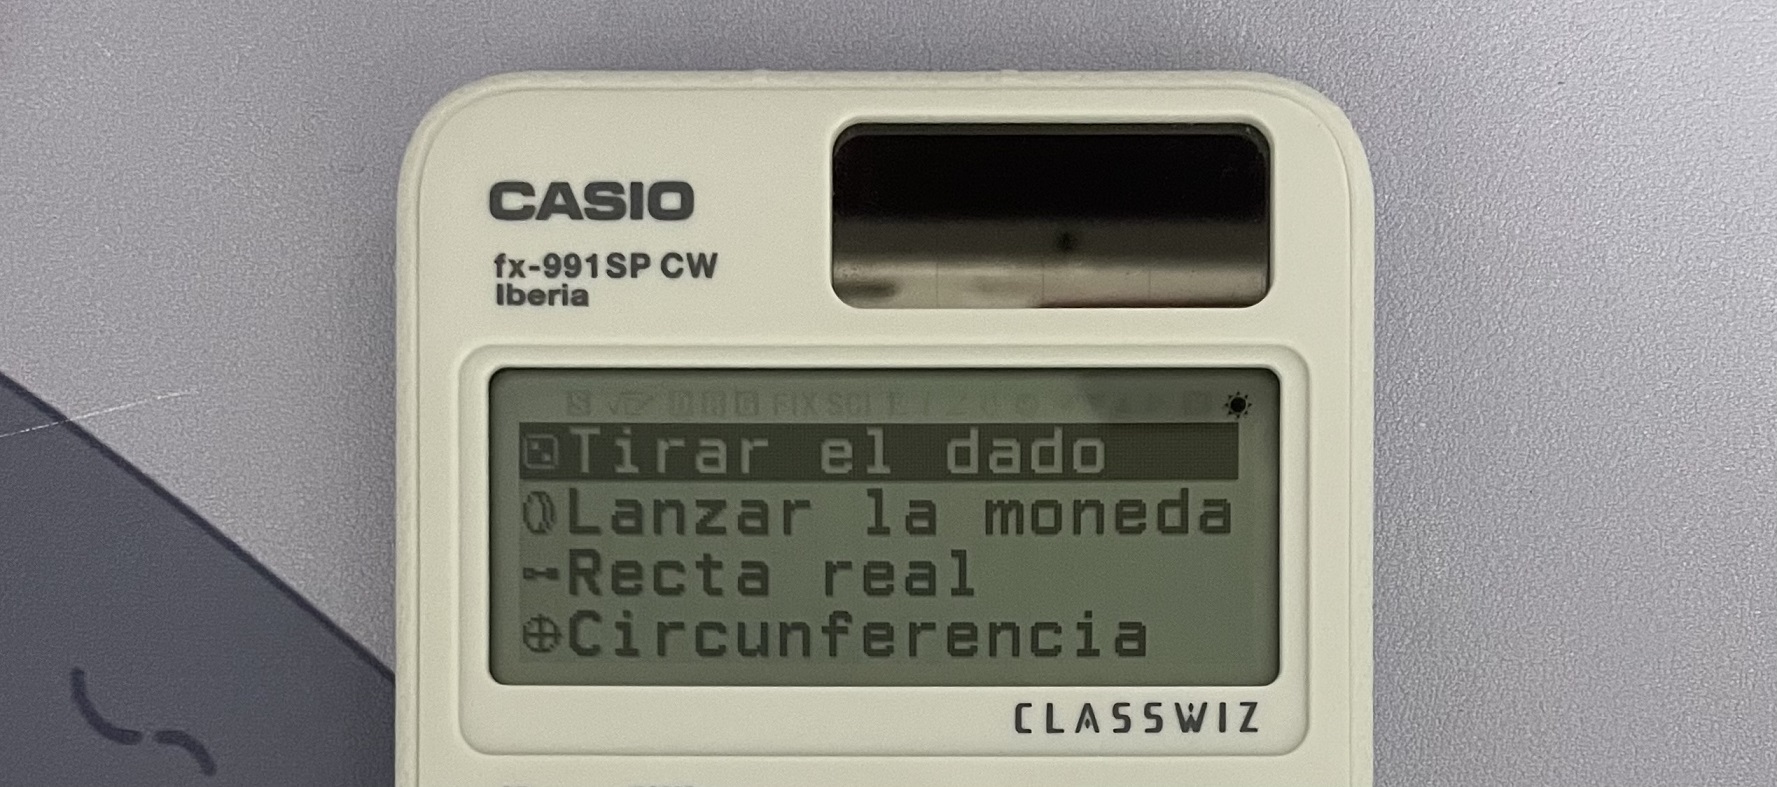 CASIO
fx-991SP CW
Iberia
Tirar el dado
Lanzar la moneda
Recta real
Circunferencia
CLASSWIZ